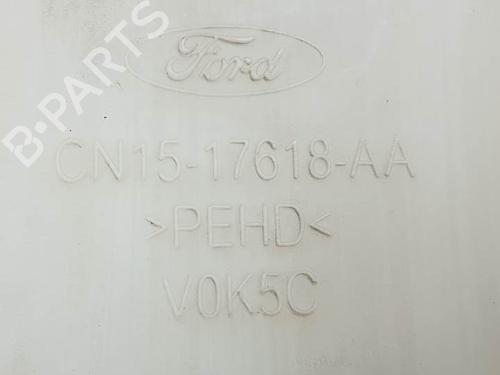 B-PARTS
Ford
CN15-17618-AA
>PEHD<
V0K5C